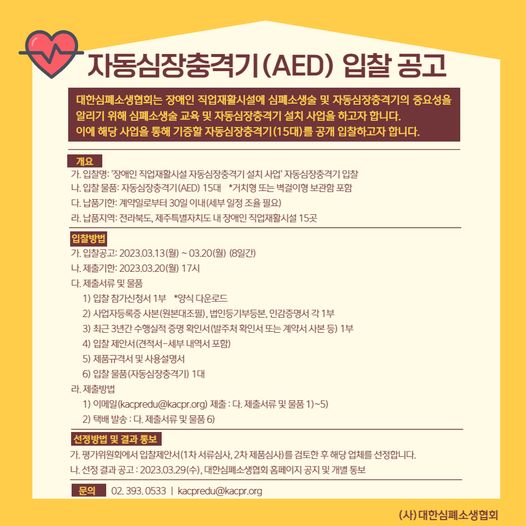 자동심장충격기(AED) 입찰 공고
대한심폐소생협회는 장애인 직업재활시설에 심폐소생술 및 자동심장충격기의 중요성을
알리기 위해 심폐소생술 교육 및 자동심장충격기 설치 사업을 하고자 합니다.
이에 해당 사업을 통해 기증할 자동심장충격기(15대)를 공개 입찰하고자 합니다.
개요
가. 입찰명: '장애인 직업재활시설 자동심장충격기 설치 사업' 자동심장충격기 입찰
나. 입찰 물품: 자동심장충격기(AED) 15대 *거치형 또는 벽걸이형 보관함 포함
다. 납품기한: 계약일로부터 30일 이내(세부 일정 조율 필요)
라. 납품지역: 전라북도, 제주특별자치도 내 장애인 직업재활시설 15곳
입찰방법
가. 입찰공고: 2023.03.13(월) ~ 03.20(월) (8일간)
나. 제출기한: 2023.03.20(월) 17시
다. 제출서류 및 물품
1) 입찰 참가신청서 1부 *양식 다운로드
2) 사업자등록증 사본(원본대조필), 법인등기부등본, 인감증명서 각 1부
3) 최근 3년간 수행실적 증명 확인서(발주처 확인서 또는 계약서 사본 등) 1부
4) 입찰 제안서(견적서-세부 내역서 포함)
5) 제품규격서 및 사용설명서
6) 입찰 물품(자동심장충격기) 1대
라. 제출방법
1) 이메일(kacpredu@kacpr.org) 제출 : 다. 제출서류 및 물품 1)~5)
2) 택배 발송 : 다. 제출서류 및 물품 6)
선정방법 및 결과 통보
가. 평가위원회에서 입찰제안서(1차 서류심사, 2차 제품심사)를 검토한 후 해당 업체를 선정합니다.
나. 선정 결과 공고 : 2023.03.29(수), 대한심폐소생협회 홈페이지 공지 및 개별 통보
문의 02. 393. 0533 | kacpredu@kacpr.org
(사)대한심폐소생협회